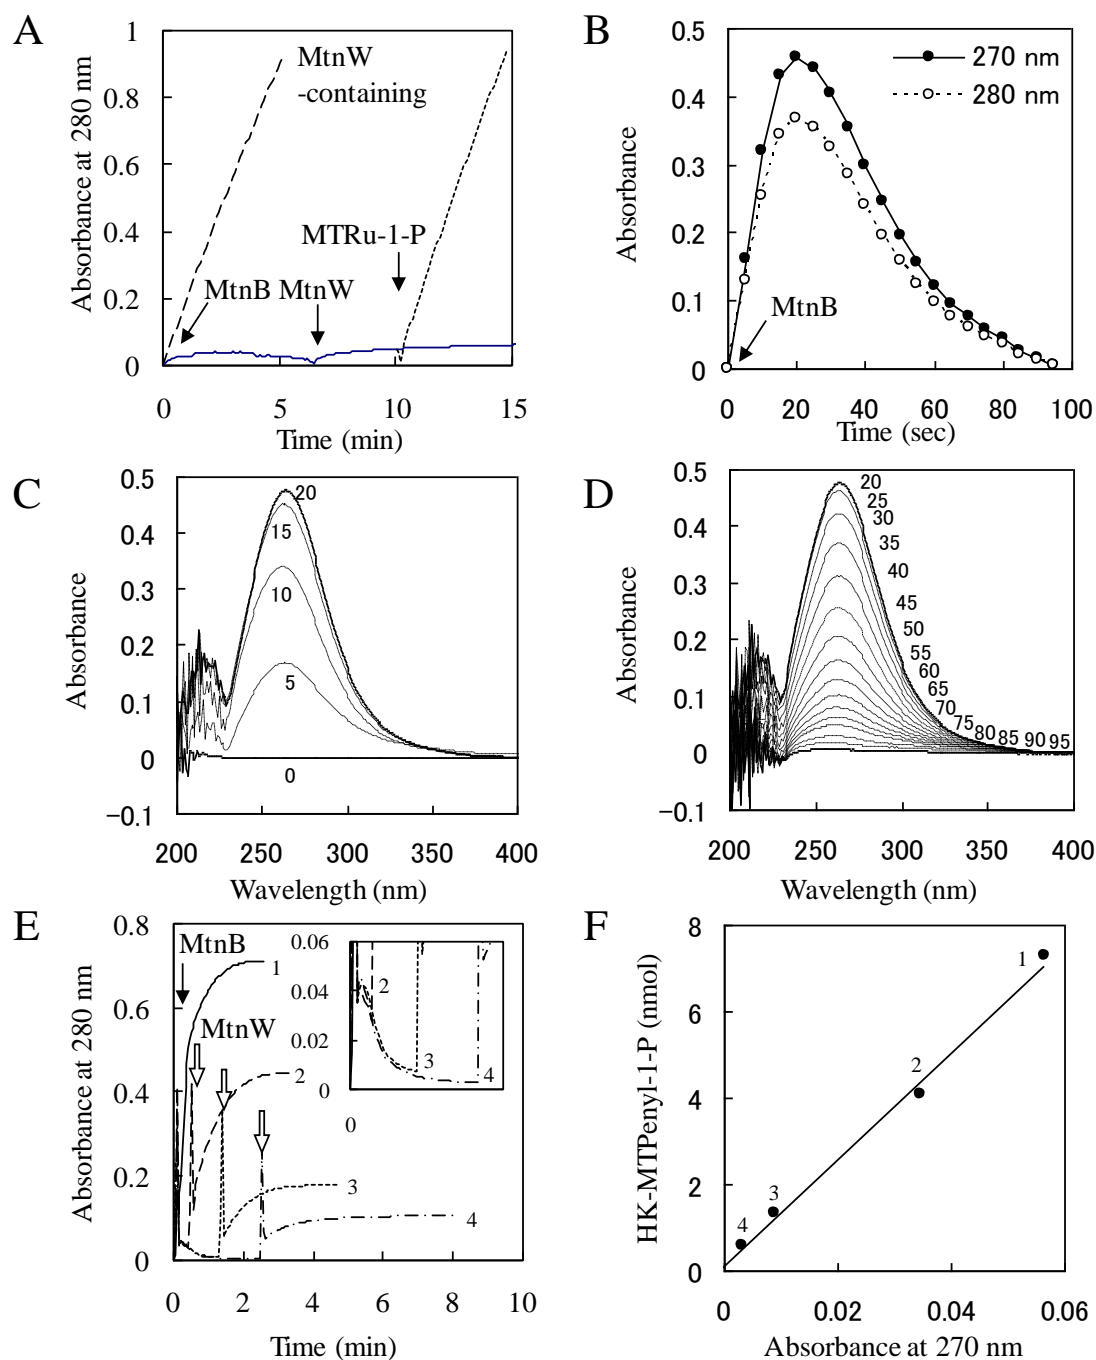 A
1
0.8
0.6
0.4
0.2
0
Absorbance at 280 nm
MtnW
-containing
MTRu-1-P
MtnB MtnW
0 5 10 15
Time (min)
B
0.5
0.4
0.3
0.2
0.1
0
Absorbance
270 nm
280 nm
MtnB
0 20 40 60 80 100
Time (sec)
C
0.5
0.4
0.3
0.2
0.1
0
−0.1
Absorbance
20
15
10
5
0
200 250 300 350 400
Wavelength (nm)
D
0.5
0.4
0.3
0.2
0.1
0
−0.1
Absorbance
20
25
30
35
40
45
50
55
60
65
70
75
80
85
90
95
200 250 300 350 400
Wavelength (nm)
E
0.8
0.6
0.4
0.2
0
Absorbance at 280 nm
MtnB
1
MtnW
2
3
4
0.06
0.04
0.02
0
2
3
4
0
0 2 4 6 8 10
Time (min)
F
8
6
4
2
0
HK-MTPenyl-1-P (nmol)
1
2
3
4
0 0.02 0.04 0.06
Absorbance at 270 nm